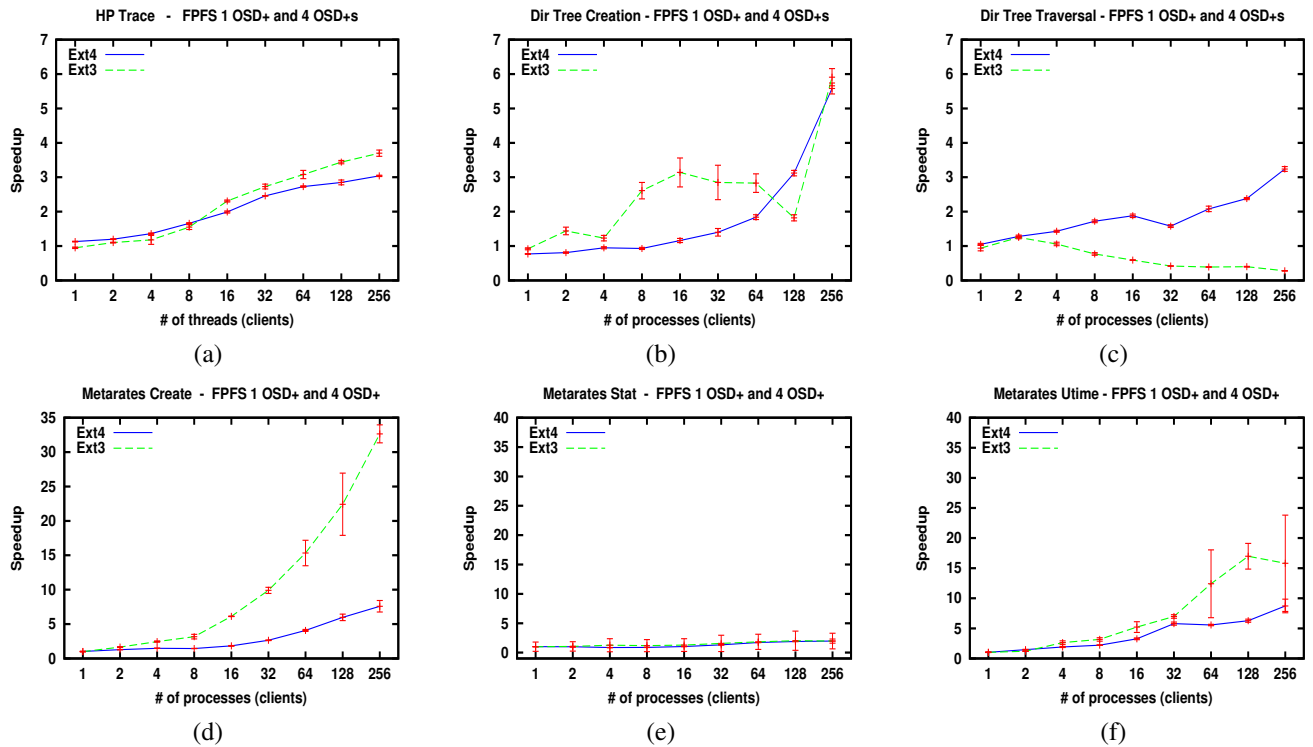 HP Trace - FPFS 1 OSD+ and 4 OSD+s
Speedup
7
6
5
4
3
2
1
0
Ext4
Ext3
1 2 4 8 16 32 64 128 256
# of threads (clients)
(a)
Dir Tree Creation - FPFS 1 OSD+ and 4 OSD+s
Speedup
7
6
5
4
3
2
1
0
Ext4
Ext3
1 2 4 8 16 32 64 128 256
# of processes (clients)
(b)
Dir Tree Traversal - FPFS 1 OSD+ and 4 OSD+s
Speedup
7
6
5
4
3
2
1
0
Ext4
Ext3
1 2 4 8 16 32 64 128 256
# of processes (clients)
(c)
Metarates Create - FPFS 1 OSD+ and 4 OSD+
Speedup
35
30
25
20
15
10
5
0
Ext4
Ext3
1 2 4 8 16 32 64 128 256
# of processes (clients)
(d)
Metarates Stat - FPFS 1 OSD+ and 4 OSD+
Speedup
40
35
30
25
20
15
10
5
0
Ext4
Ext3
1 2 4 8 16 32 64 128 256
# of processes (clients)
(e)
Metarates Utime - FPFS 1 OSD+ and 4 OSD+
Speedup
40
35
30
25
20
15
10
5
0
Ext4
Ext3
1 2 4 8 16 32 64 128 256
# of processes (clients)
(f)